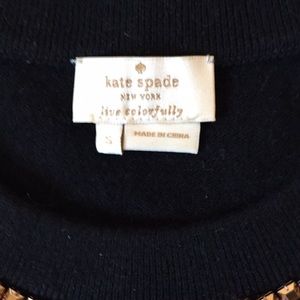 kate spade
NEW YORK
live colorfully
S
MADE IN CHINA